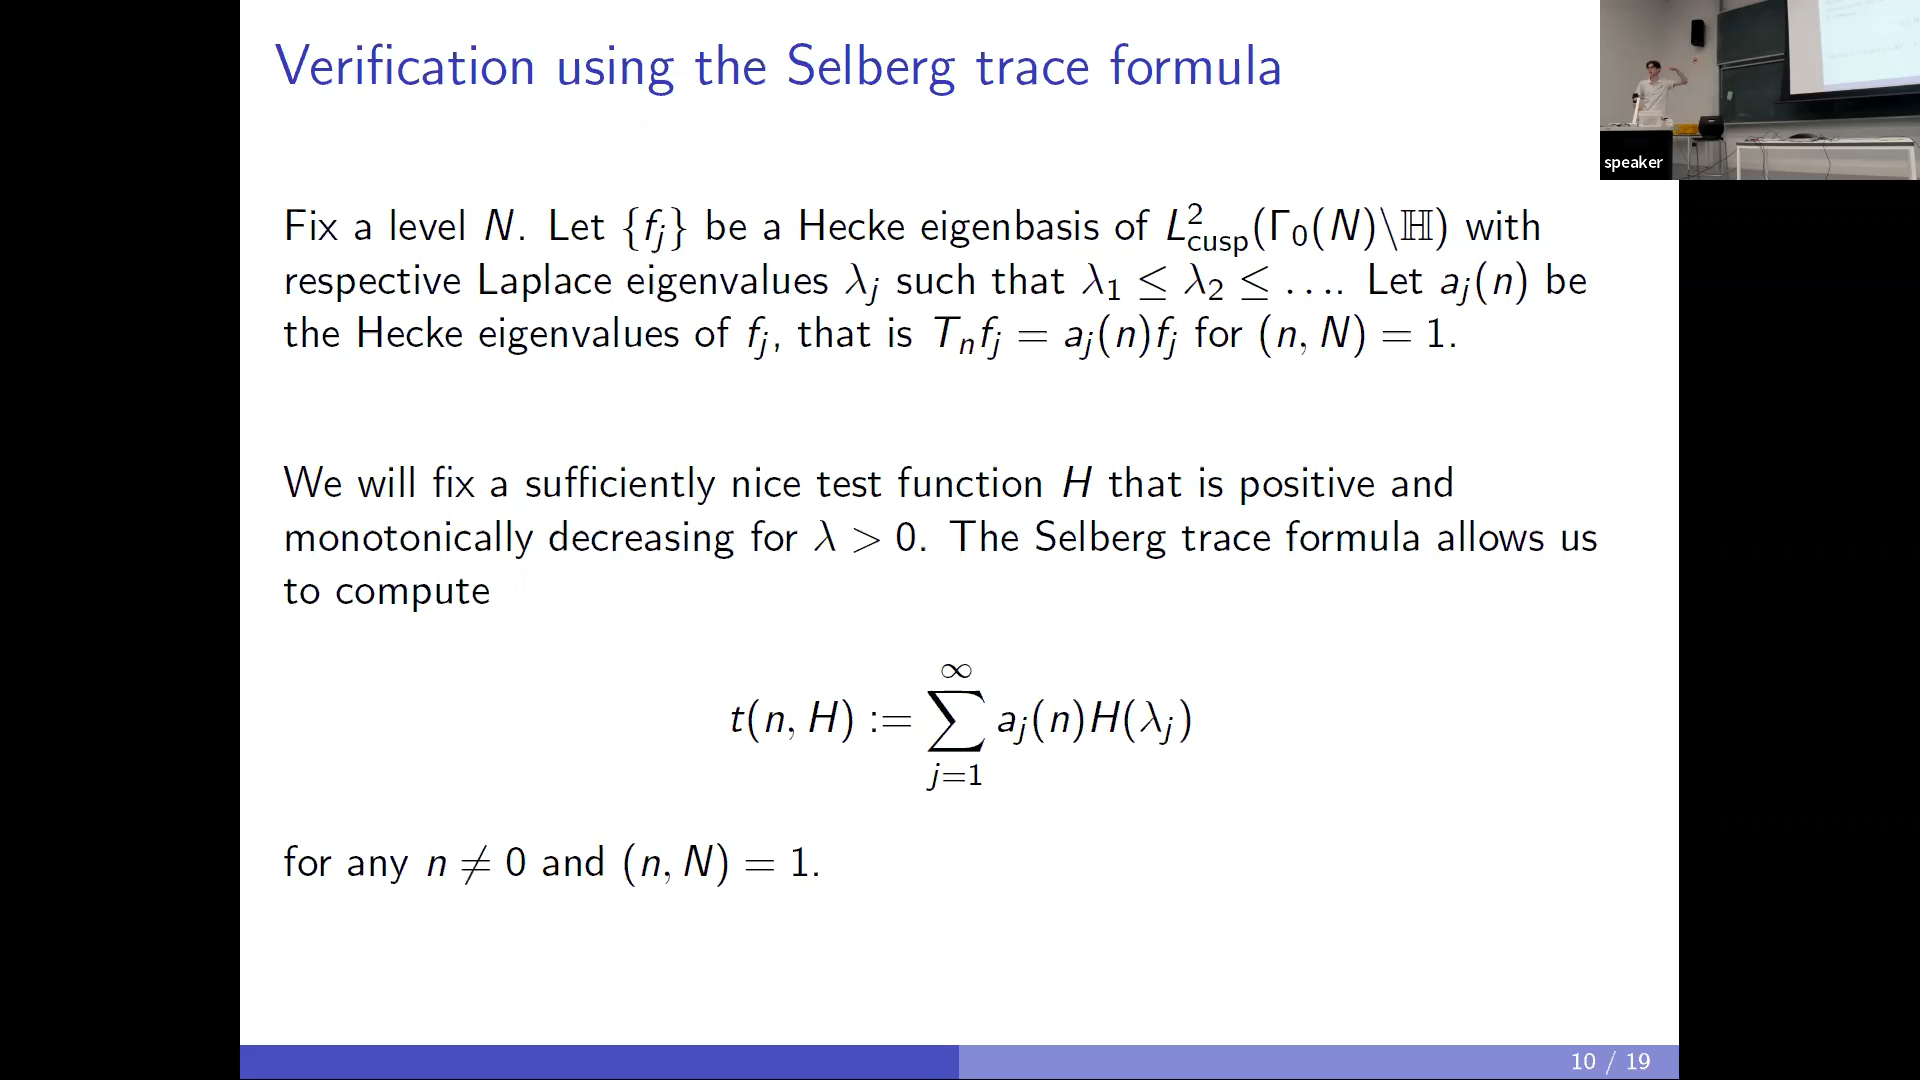 Verification using the Selberg trace formula
speaker
Fix a level N. Let {f_j} be a Hecke eigenbasis of L^2_cusp(Γ_0(N)\ℍ) with
respective Laplace eigenvalues λ_j such that λ_1 ≤ λ_2 ≤ .... Let a_j(n) be
the Hecke eigenvalues of f_j, that is T_n f_j = a_j(n)f_j for (n, N) = 1.
We will fix a sufficiently nice test function H that is positive and
monotonically decreasing for λ > 0. The Selberg trace formula allows us
to compute
t(n, H) := ∑_{j=1}^{∞} a_j(n)H(λ_j)
for any n ≠ 0 and (n, N) = 1.
10 / 19